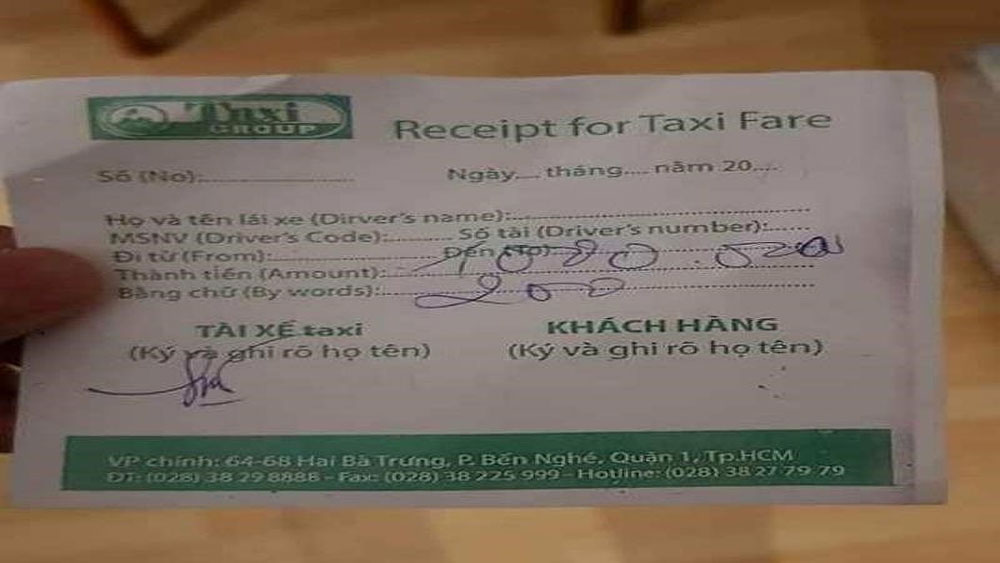 Taxi
GROUP
Receipt for Taxi Fare
Số (No):....................
Ngày.... tháng.... năm 20....
Họ và tên lái xe (Dirver's name):....................
MSNV (Driver's Code):.......... Số tài (Driver's number):......
Đi từ (From):.................... Đến
Thành tiền (Amount):
Bằng chữ (By words):
TÀI XẾ taxi
(Ký và ghi rõ họ tên)
KHÁCH HÀNG
(Ký và ghi rõ họ tên)
VP chính: 64-68 Hai Bà Trưng, P. Bến Nghé, Quận 1, Tp.HCM
ĐT: (028) 38 29 8888 - Fax: (028) 38 225 999 - Hotline: (028) 38 27 79 79